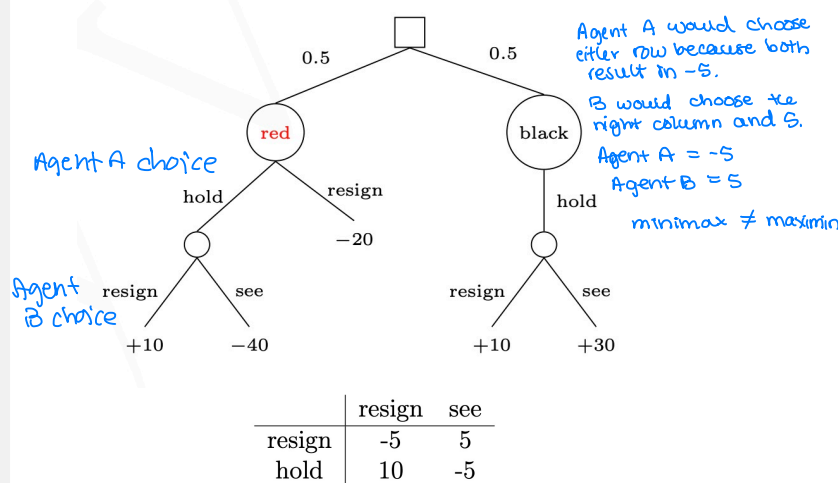 0.5
0.5
red
black
hold
resign
-20
hold
resign
see
+10
-40
resign
see
+10
+30
Agent A choice
Agent
B choice
Agent A would choose
either row because both
result in -5.
B would choose the
right column and 5.
Agent A = -5
Agent B = 5
minimax ≠ maximin
resign see
resign -5 5
hold 10 -5